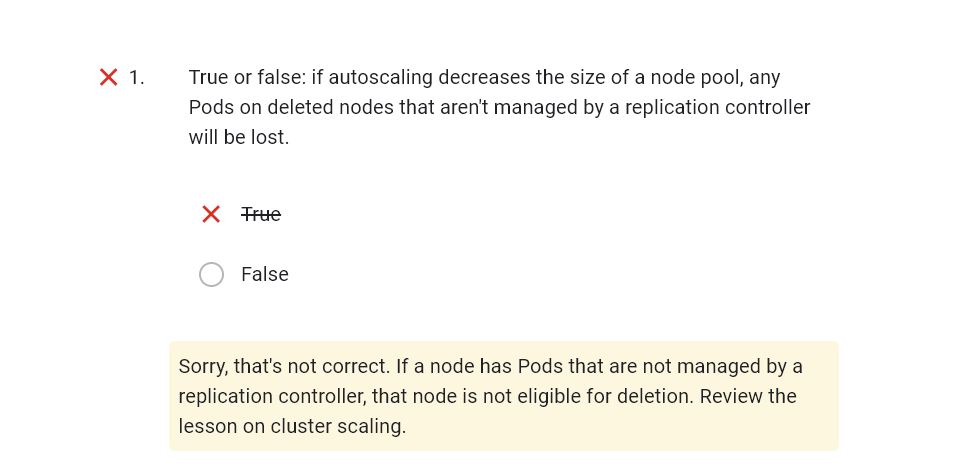 1. True or false: if autoscaling decreases the size of a node pool, any
Pods on deleted nodes that aren't managed by a replication controller
will be lost.
True
False
Sorry, that's not correct. If a node has Pods that are not managed by a
replication controller, that node is not eligible for deletion. Review the
lesson on cluster scaling.